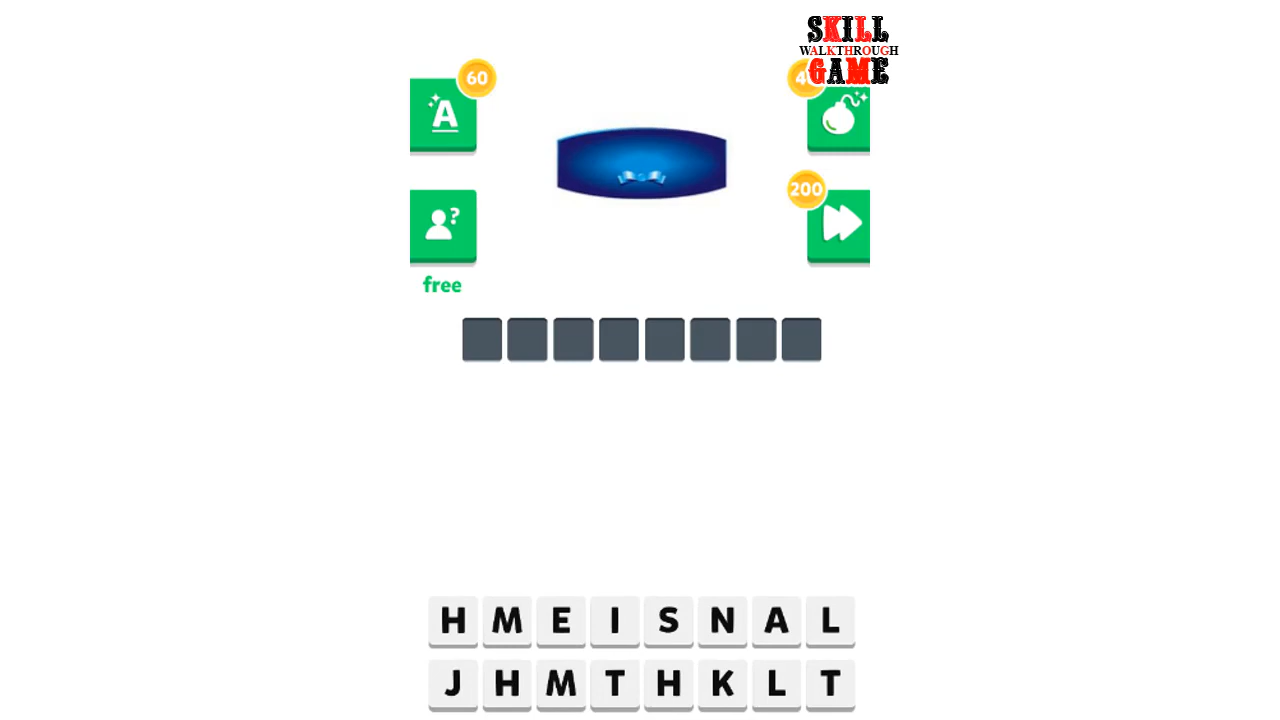 SKILL
WALKTHROUGH
GAME
60
A
200
?
free
H M E I S N A L
J H M T H K L T